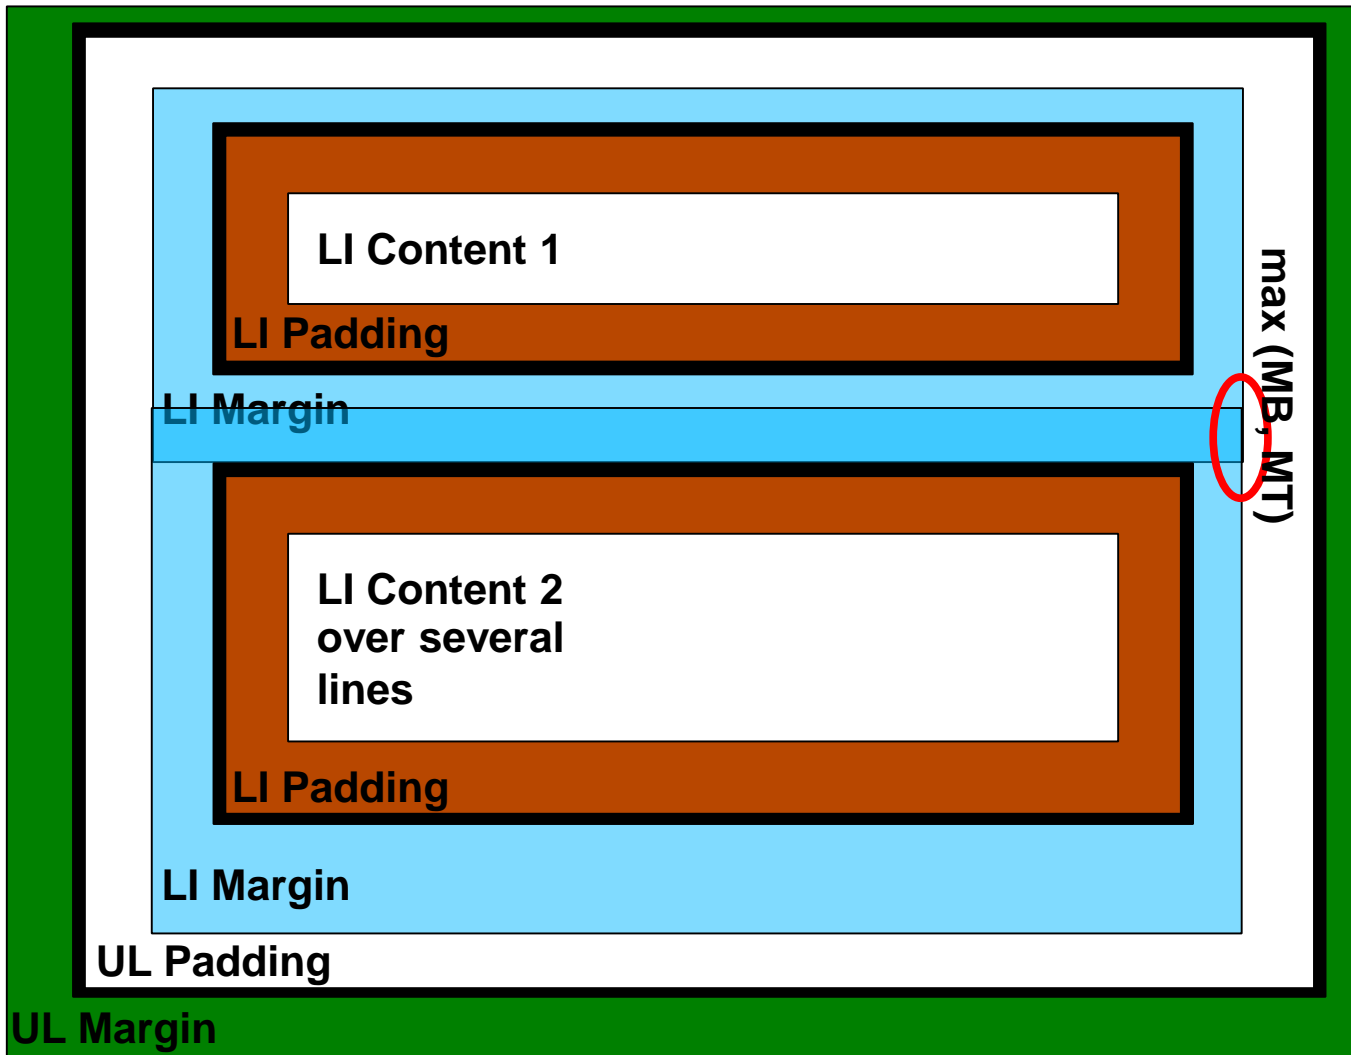 LI Content 1
LI Padding
LI Margin
max (MB, MT)
LI Content 2
over several
lines
LI Padding
LI Margin
UL Padding
UL Margin